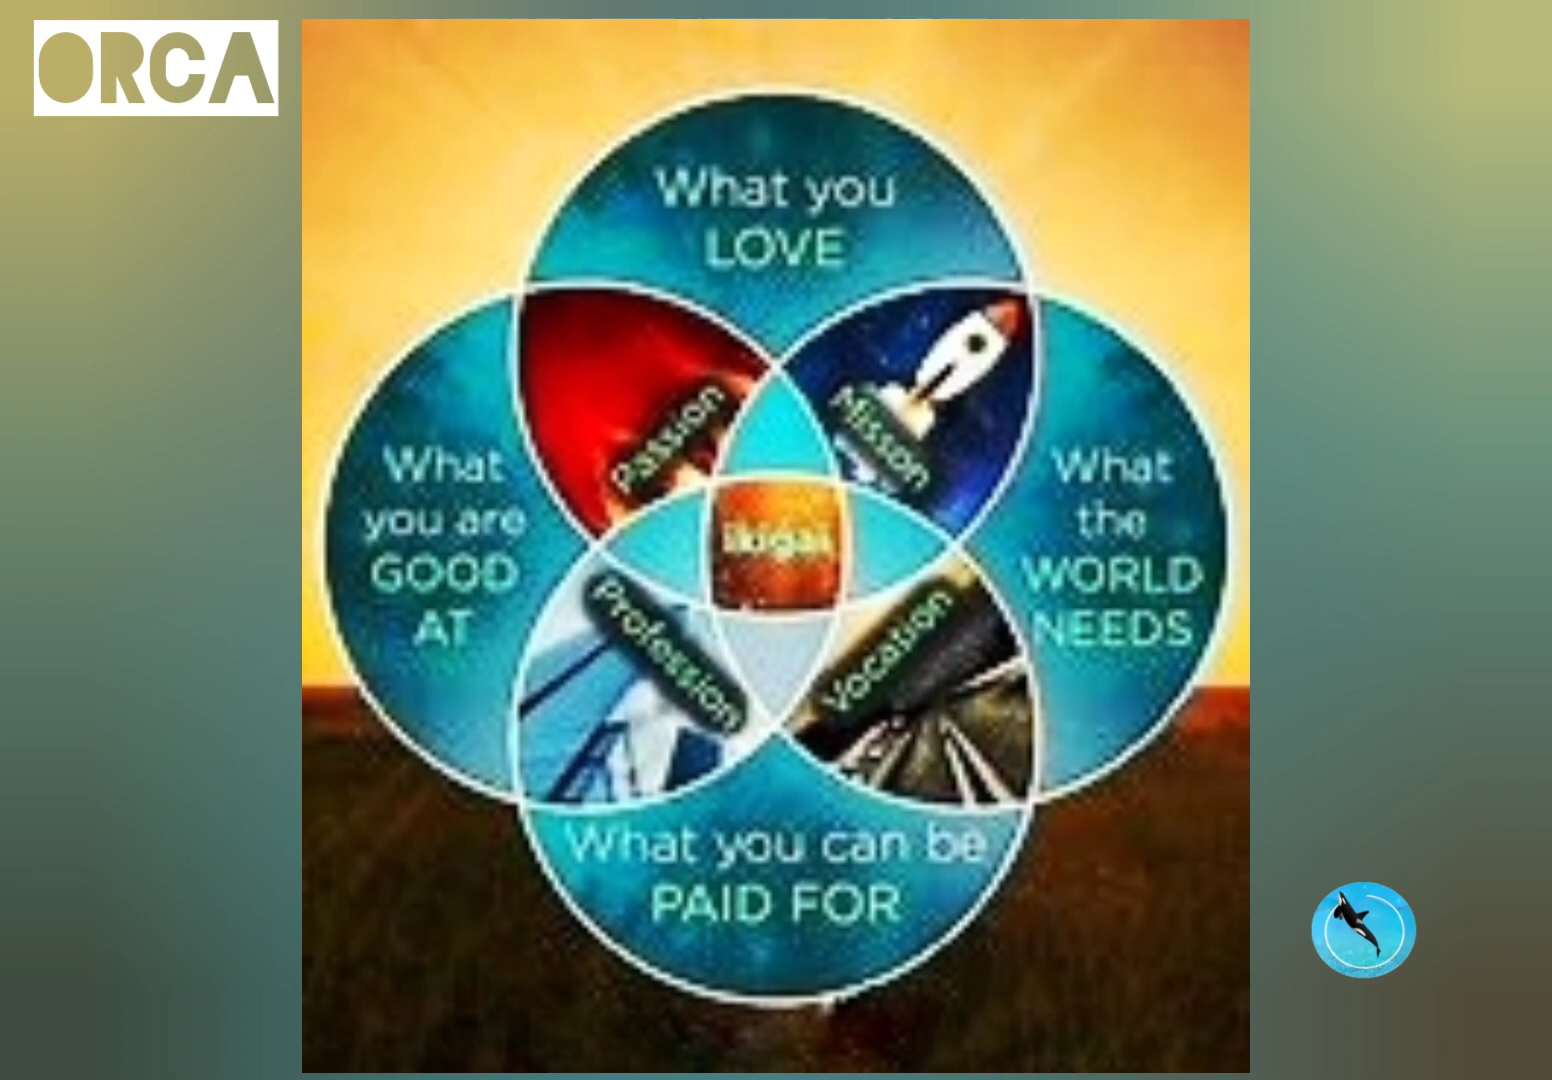 ORCA
What you
LOVE
Passion
Misson
What
you are
GOOD
AT
What
the
WORLD
NEEDS
Ikigai
Profession
Vocation
What you can be
PAID FOR